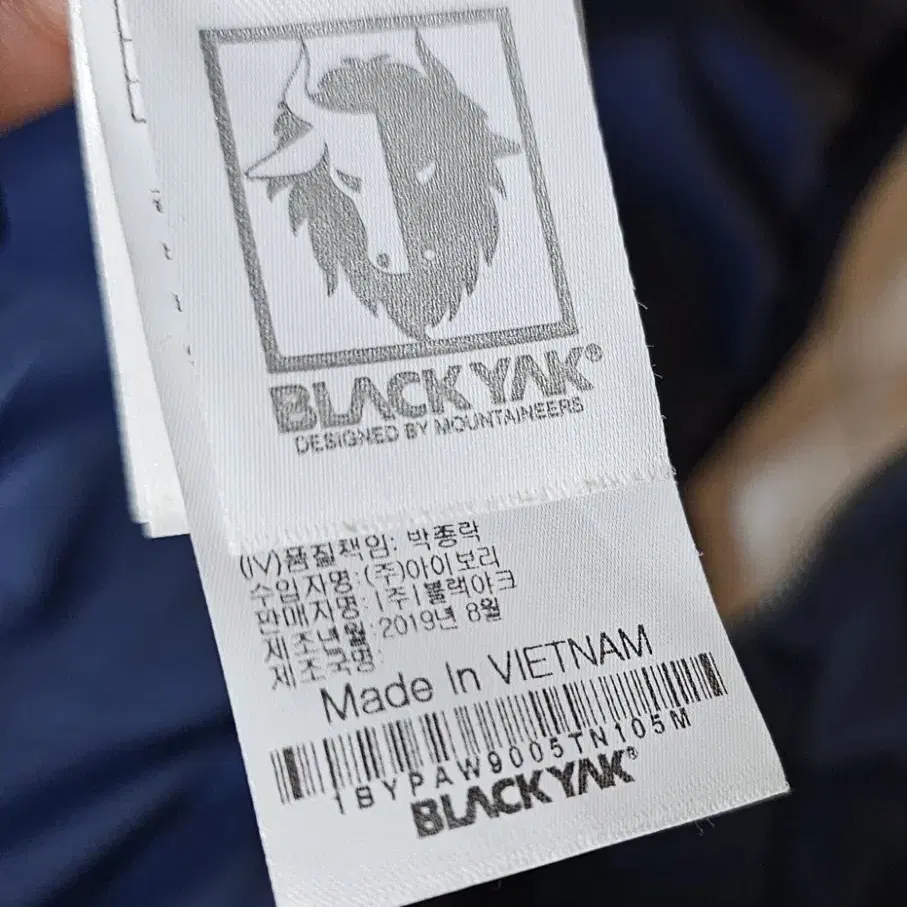 BLACK YAK®
DESIGNED BY MOUNTAINEERS
(IV)품질책임: 박종락
수입자명: (주)아이보리
판매자명: (주)블랙야크
제조년월: 2019년 8월
제조국명:
Made In VIETNAM
1BYPAW9005TN105M
BLACKYAK®